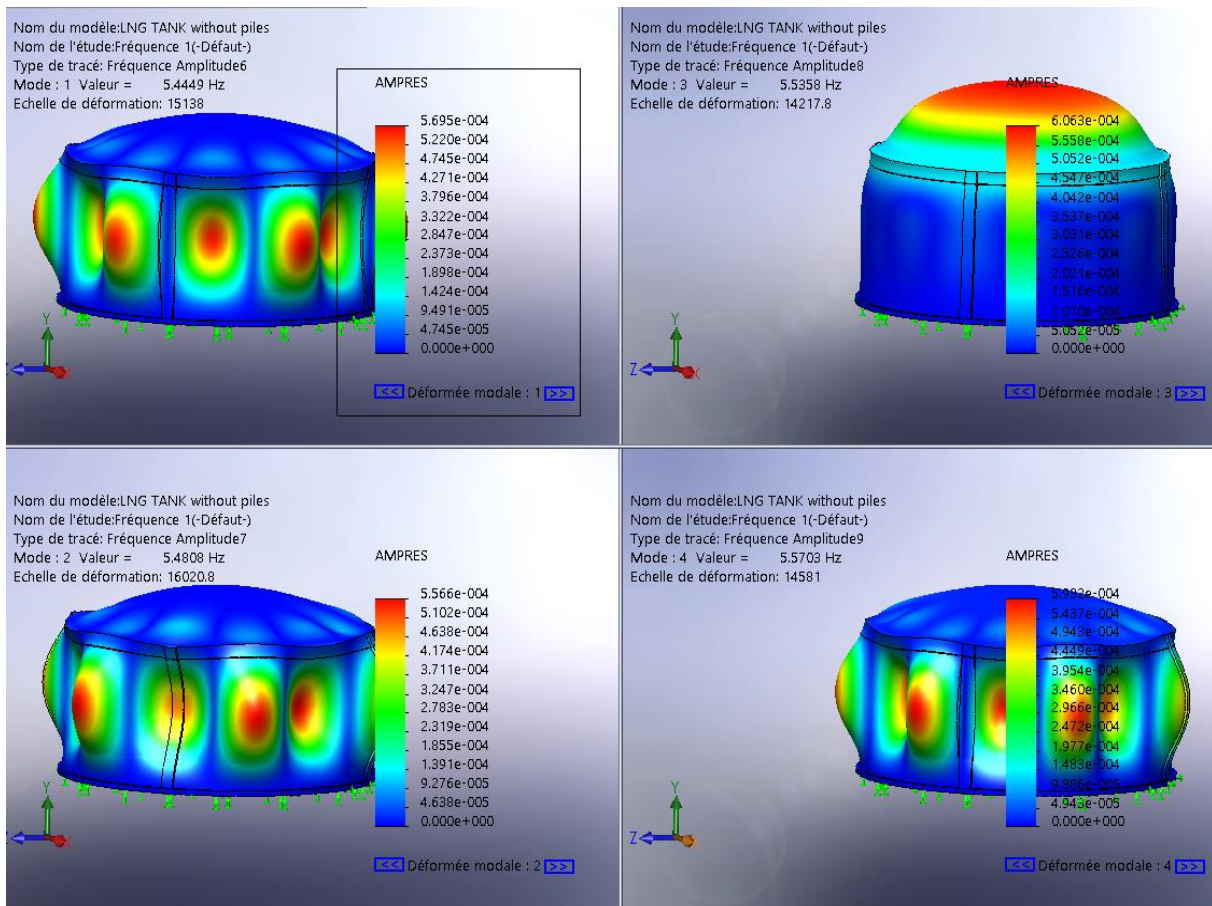 Nom du modèle:LNG TANK without piles
Nom de l'étude:Fréquence 1(-Défaut-)
Type de tracé: Fréquence Amplitude6
Mode : 1 Valeur = 5.4449 Hz
Echelle de déformation: 15138
AMPRES
5.695e-004
5.220e-004
4.745e-004
4.271e-004
3.796e-004
3.322e-004
2.847e-004
2.373e-004
1.898e-004
1.424e-004
9.491e-005
4.745e-005
0.000e+000
Y
Z
X
<< Déformée modale : 1 >>
Nom du modèle:LNG TANK without piles
Nom de l'étude:Fréquence 1(-Défaut-)
Type de tracé: Fréquence Amplitude8
Mode : 3 Valeur = 5.5358 Hz
Echelle de déformation: 14217.8
AMPRES
6.063e-004
5.558e-004
5.052e-004
4.547e-004
4.042e-004
3.537e-004
3.031e-004
2.526e-004
2.021e-004
1.516e-004
1.010e-004
5.052e-005
0.000e+000
Y
Z
X
<< Déformée modale : 3 >>
Nom du modèle:LNG TANK without piles
Nom de l'étude:Fréquence 1(-Défaut-)
Type de tracé: Fréquence Amplitude7
Mode : 2 Valeur = 5.4808 Hz
Echelle de déformation: 16020.8
AMPRES
5.566e-004
5.102e-004
4.638e-004
4.174e-004
3.711e-004
3.247e-004
2.783e-004
2.319e-004
1.855e-004
1.391e-004
9.276e-005
4.638e-005
0.000e+000
Y
<< Déformée modale : 2 >>
Nom du modèle:LNG TANK without piles
Nom de l'étude:Fréquence 1(-Défaut-)
Type de tracé: Fréquence Amplitude9
Mode : 4 Valeur = 5.5703 Hz
Echelle de déformation: 14581
AMPRES
5.437e-004
4.943e-004
4.449e-004
3.954e-004
3.460e-004
2.966e-004
2.472e-004
1.977e-004
1.483e-004
9.886e-005
4.943e-005
0.000e+000
Y
Z
<< Déformée modale : 4 >>